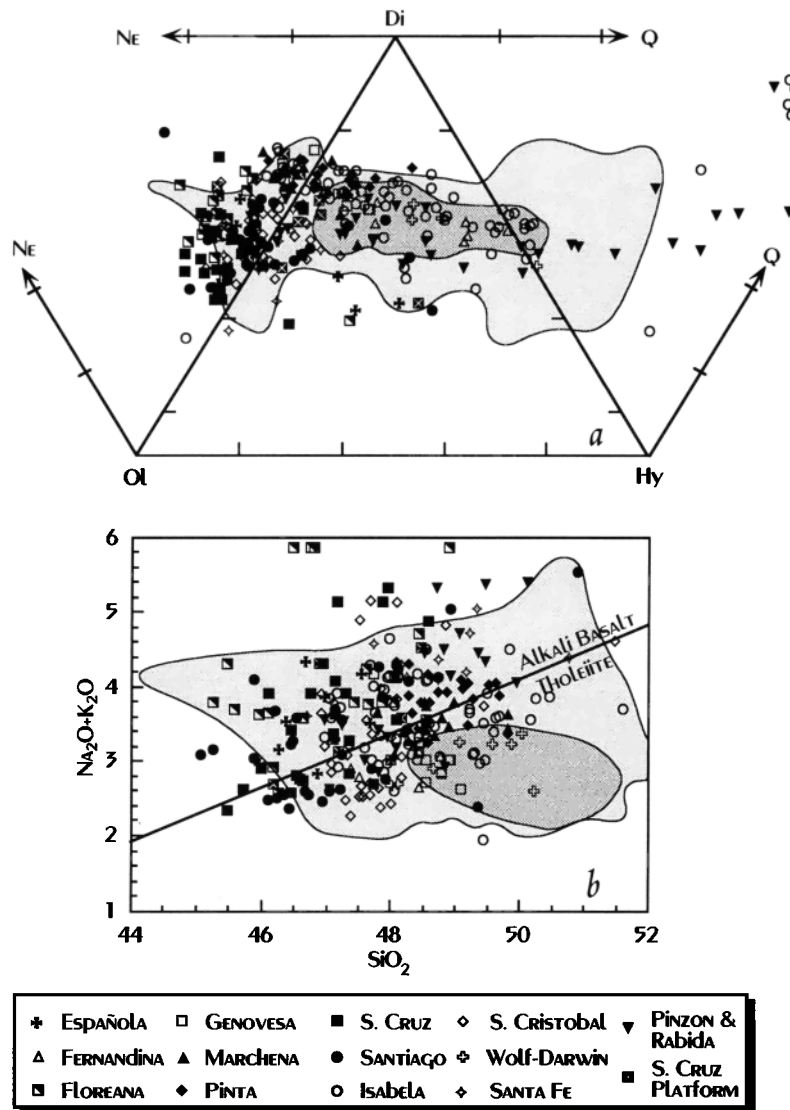 Di
NE Q
NE Q
a
Ol Hy
6
5
4
3
2
1
Na2O+K2O
Alkali Basalt
Tholeiite
b
44 46 48 50 52
SiO2
Española Genovesa S. Cruz S. Cristobal Pinzon & Rabida
Fernandina Marchena Santiago Wolf-Darwin
Floreana Pinta Isabela Santa Fe S. Cruz Platform